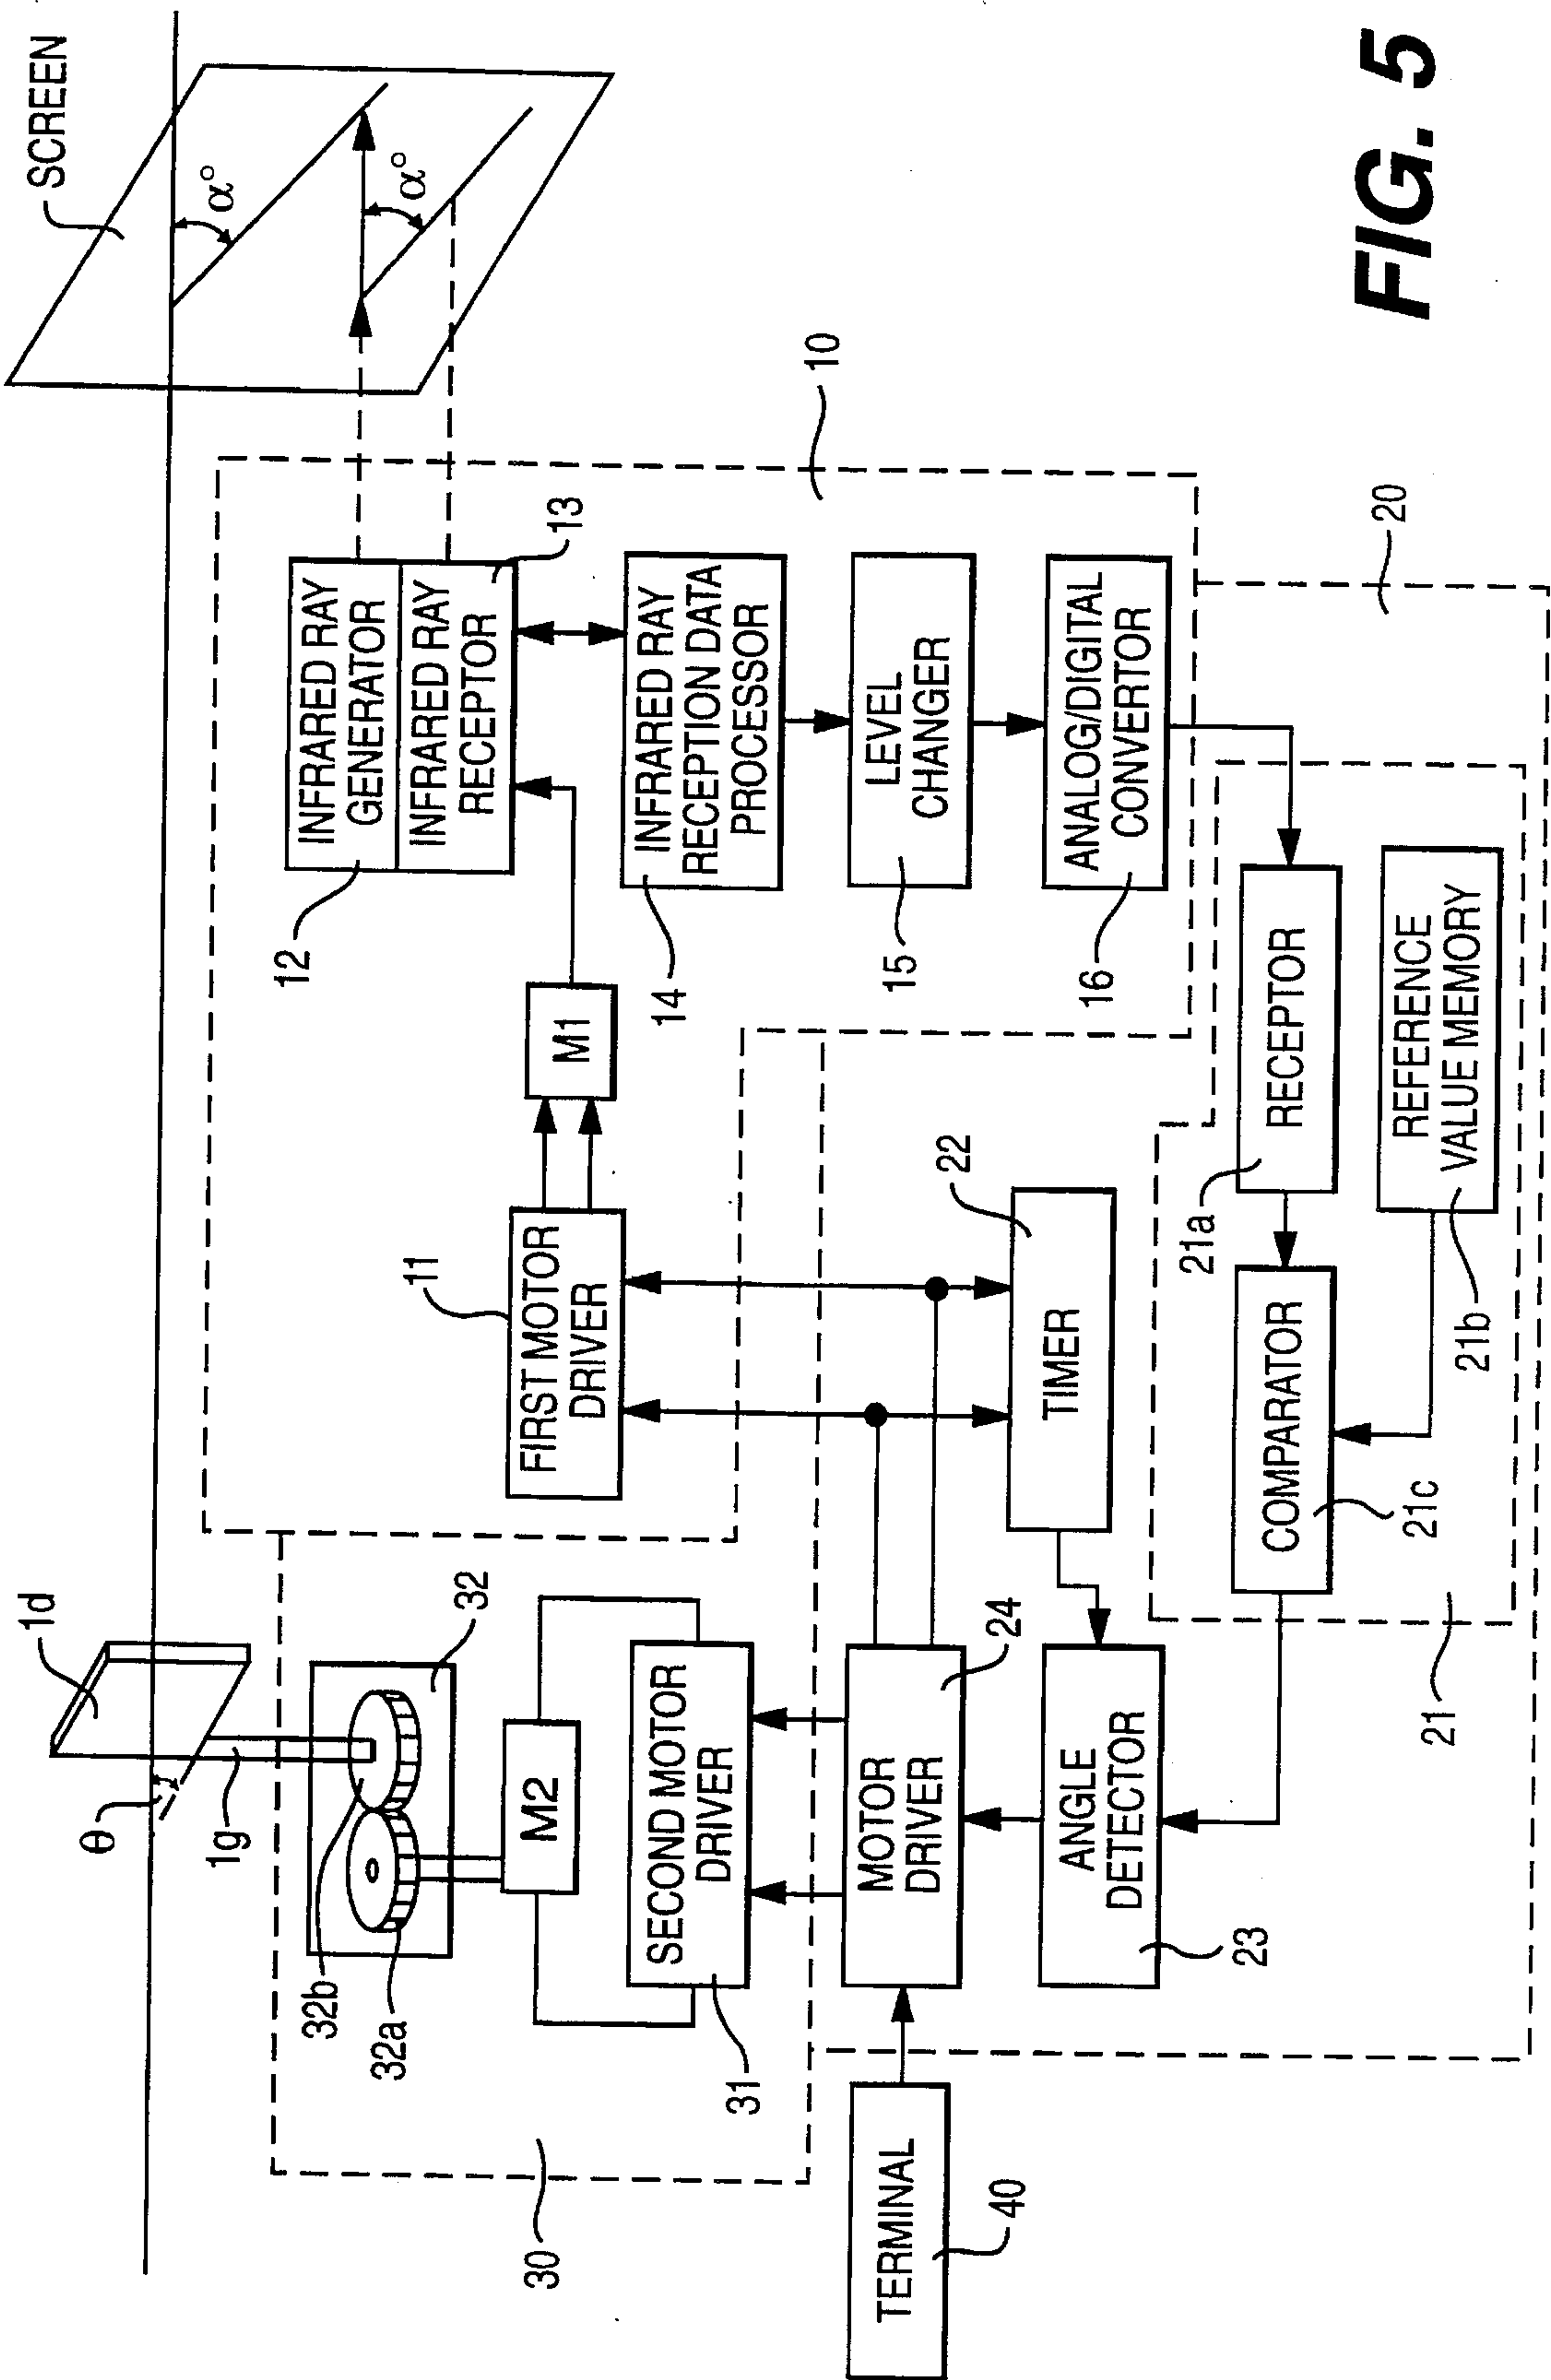 SCREEN
α°
α°
1d
θ
1g
10
INFRARED RAY
GENERATOR
INFRARED RAY
RECEPTOR
12
13
11
FIRST MOTOR
DRIVER
M1
INFRARED RAY
RECEPTION DATA
PROCESSOR
14
LEVEL
CHANGER
15
ANALOG/DIGITAL
CONVERTOR
16
32
32b
32a
M2
SECOND MOTOR
DRIVER
31
30
20
22
TIMER
24
MOTOR
DRIVER
TERMINAL
40
ANGLE
DETECTOR
23
RECEPTOR
21a
COMPARATOR
21c
REFERENCE
VALUE MEMORY
21b
21
FIG. 5